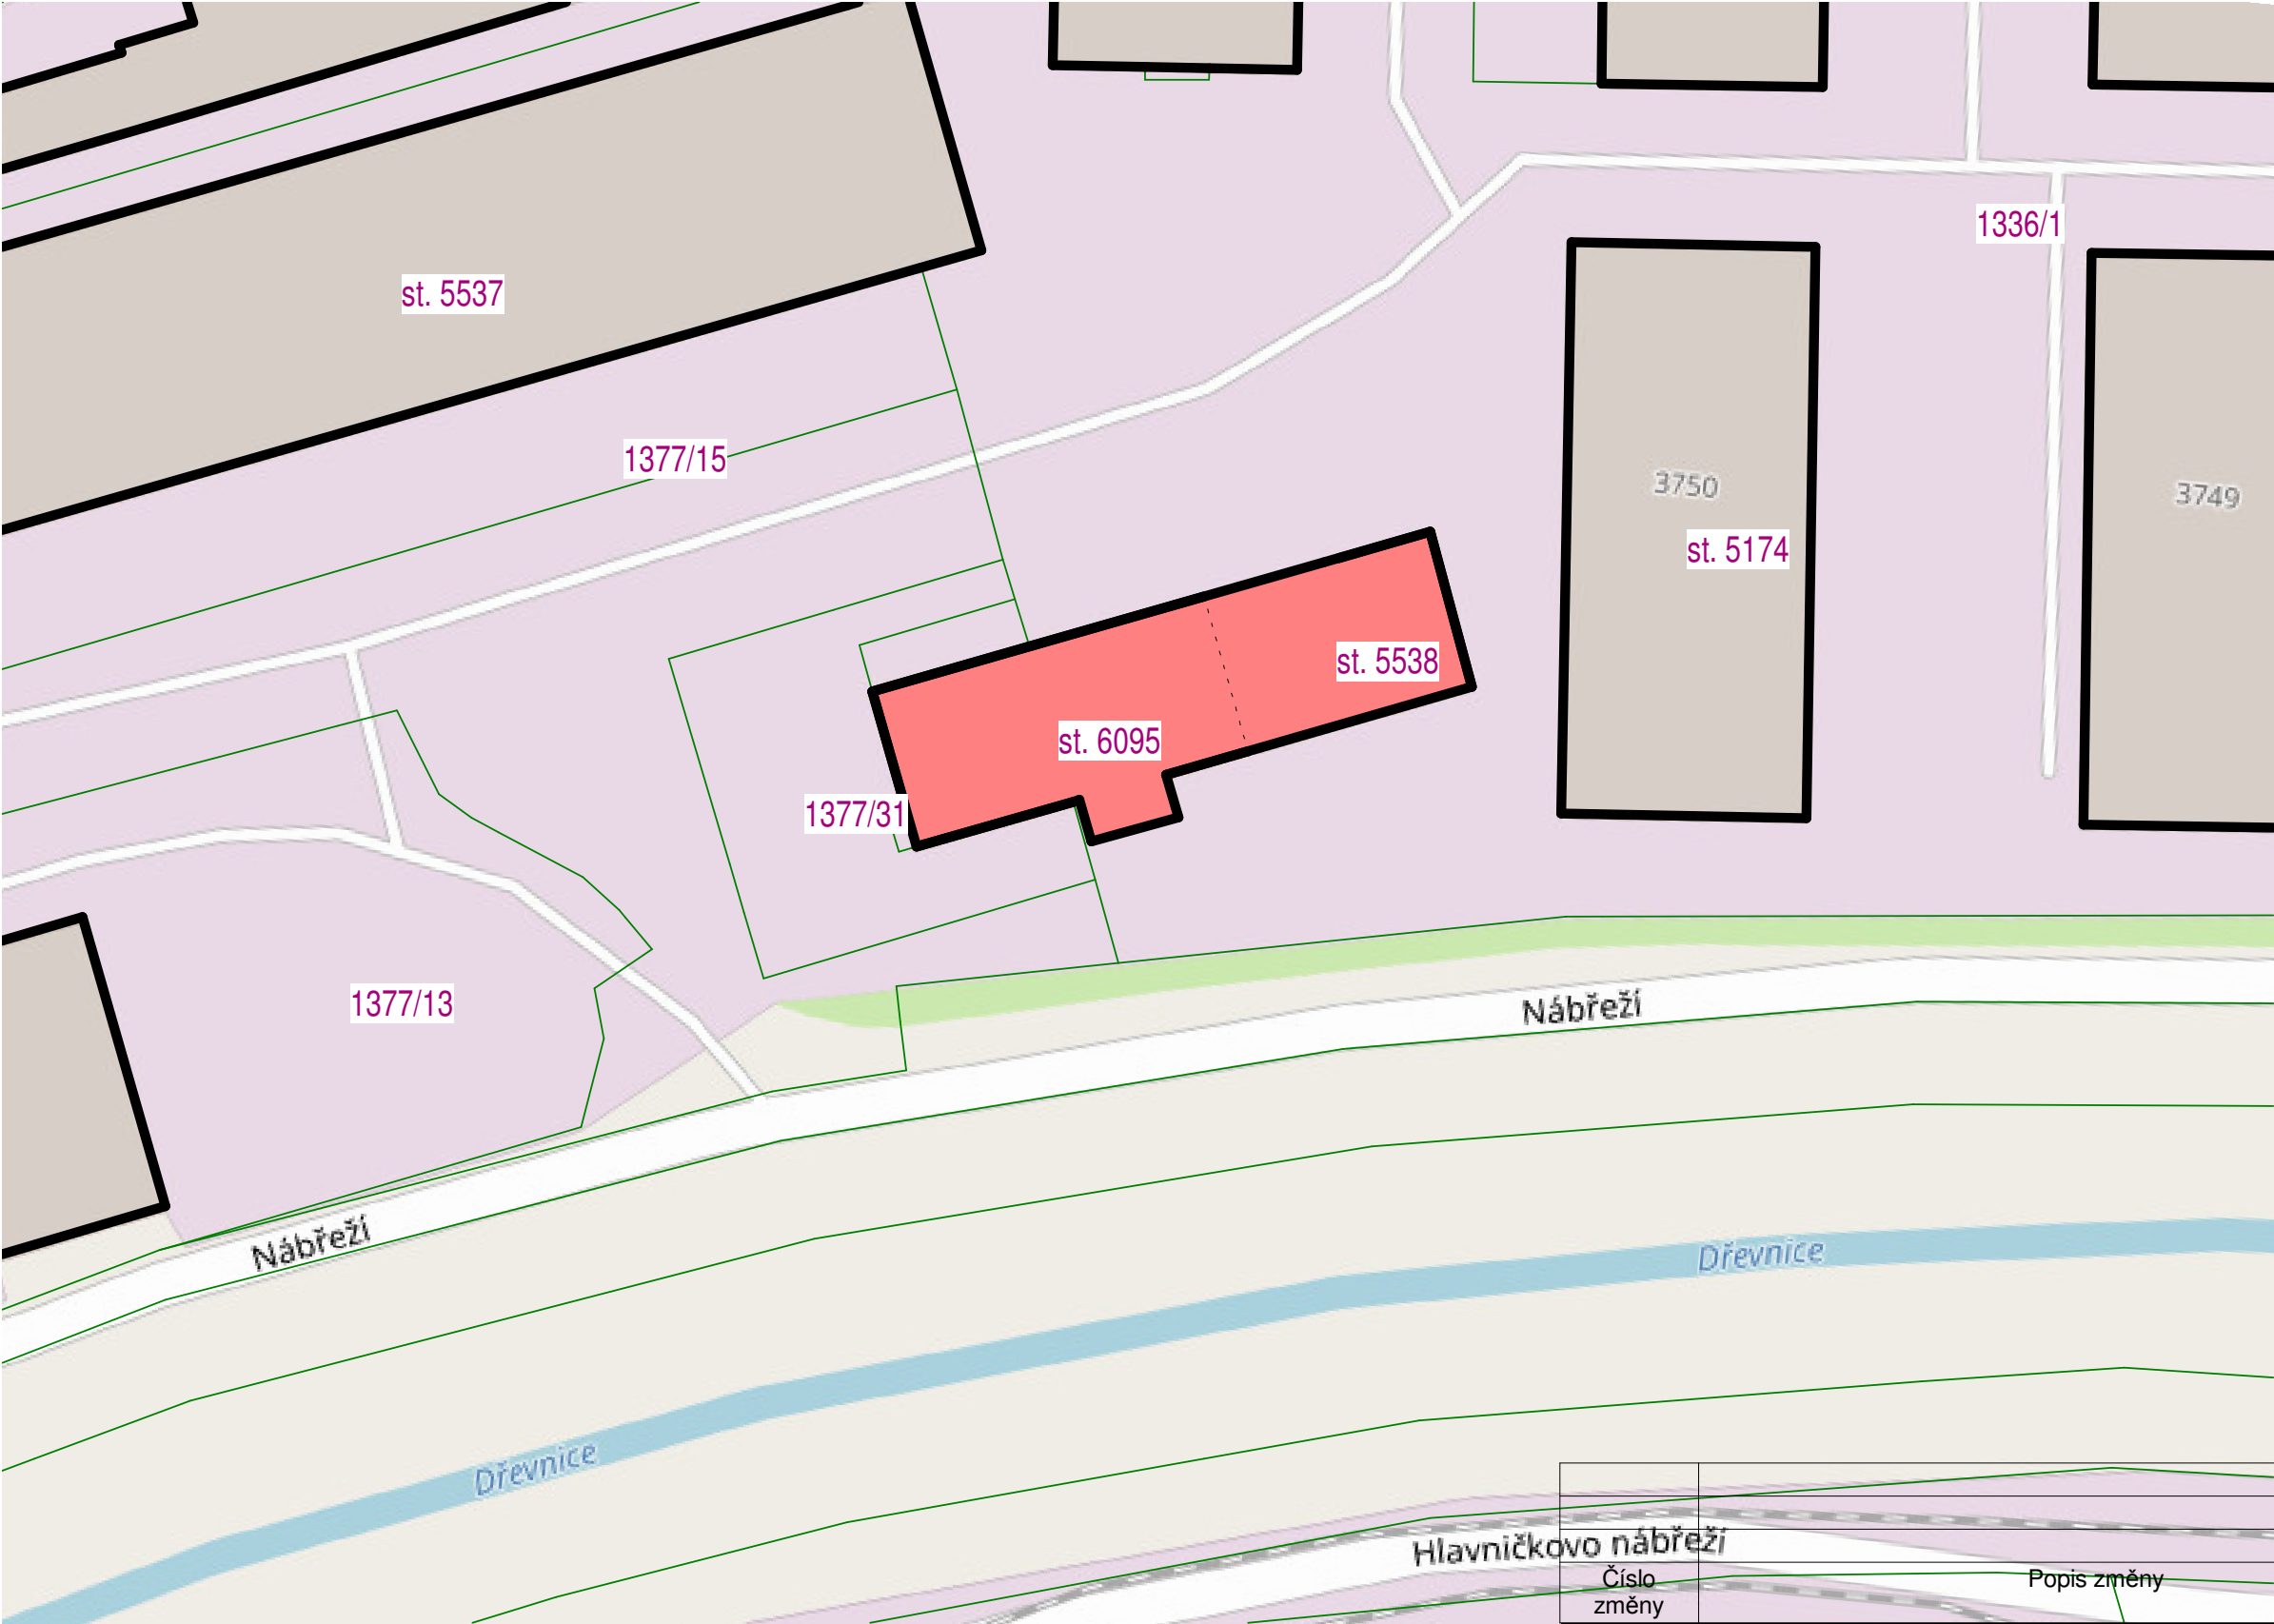 1336/1
st. 5537
1377/15
3750
3749
st. 5174
st. 5538
st. 6095
1377/31
1377/13
Nábřeží
Nábřeží
Dřevnice
Dřevnice
Hlavničkovo nábřeží
Číslo
změny
Popis změny